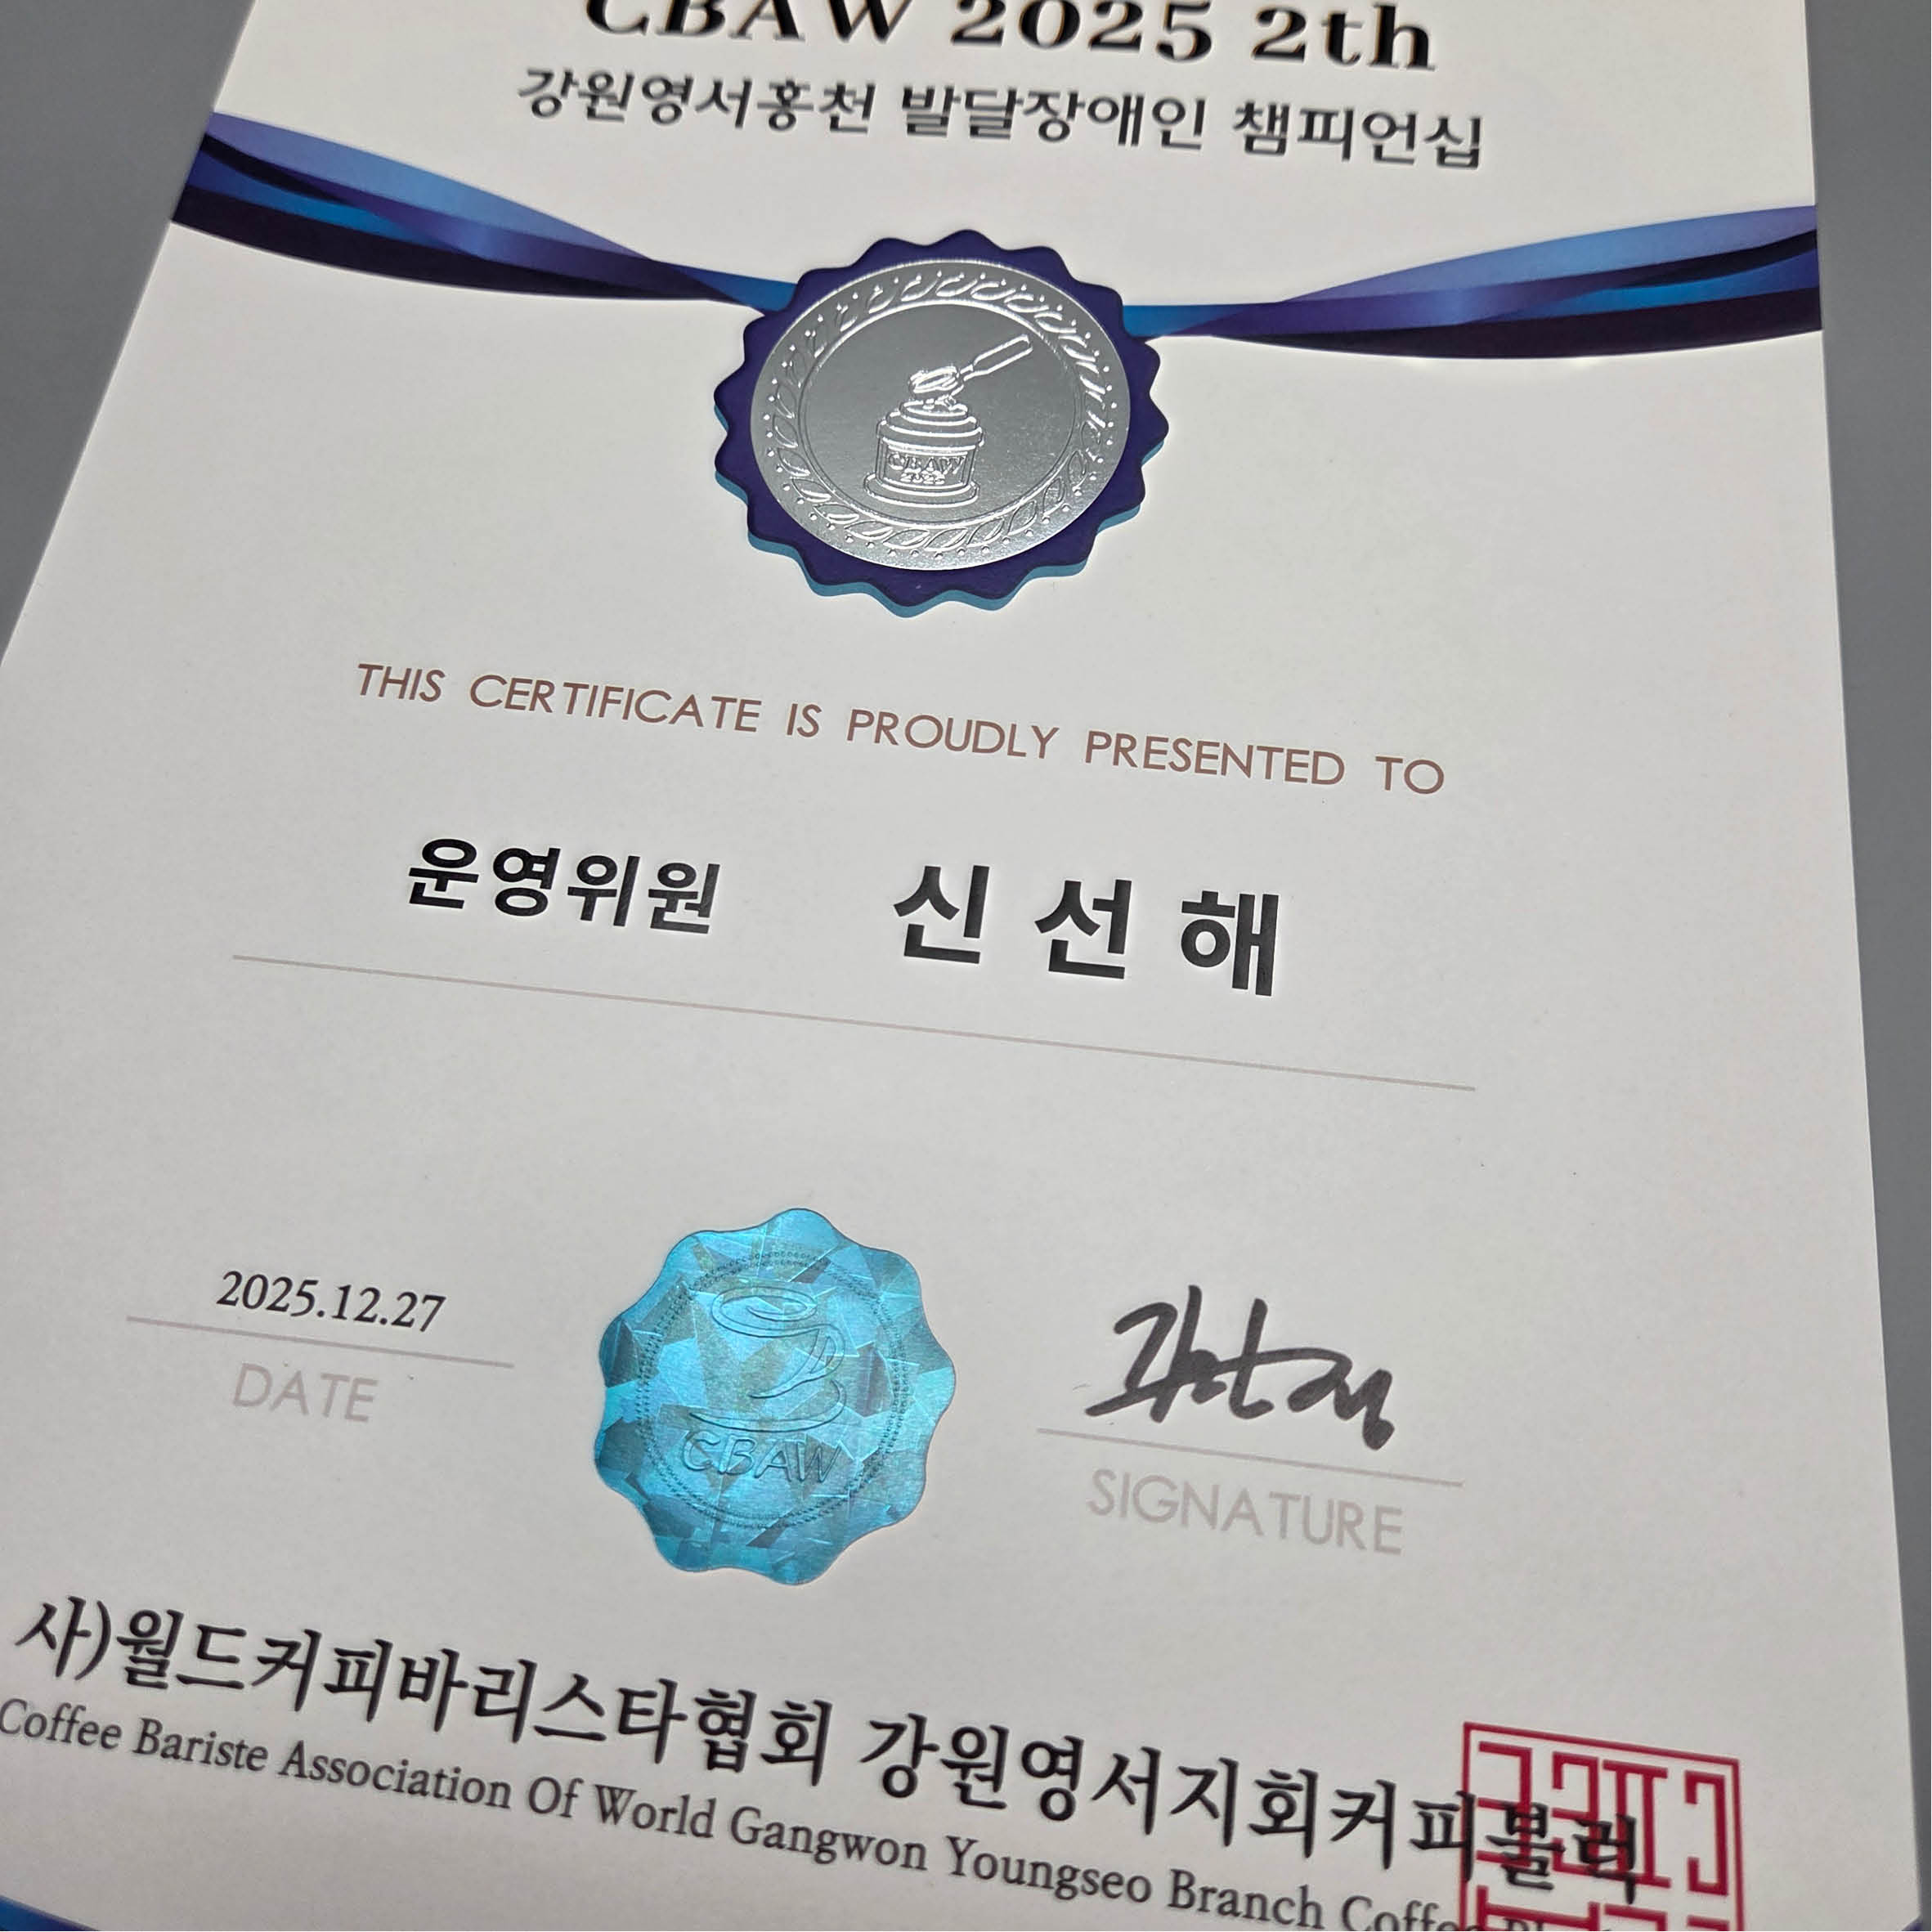 CBAW 2025 2th
강원영서홍천 발달장애인 챔피언십
CBAW
THIS CERTIFICATE IS PROUDLY PRESENTED TO
운영위원 신선해
2025.12.27
DATE
CBAW
SIGNATURE
사)월드커피바리스타협회 강원영서지회커피볼릭
Coffee Bariste Association Of World Gangwon Youngseo Branch Coffee